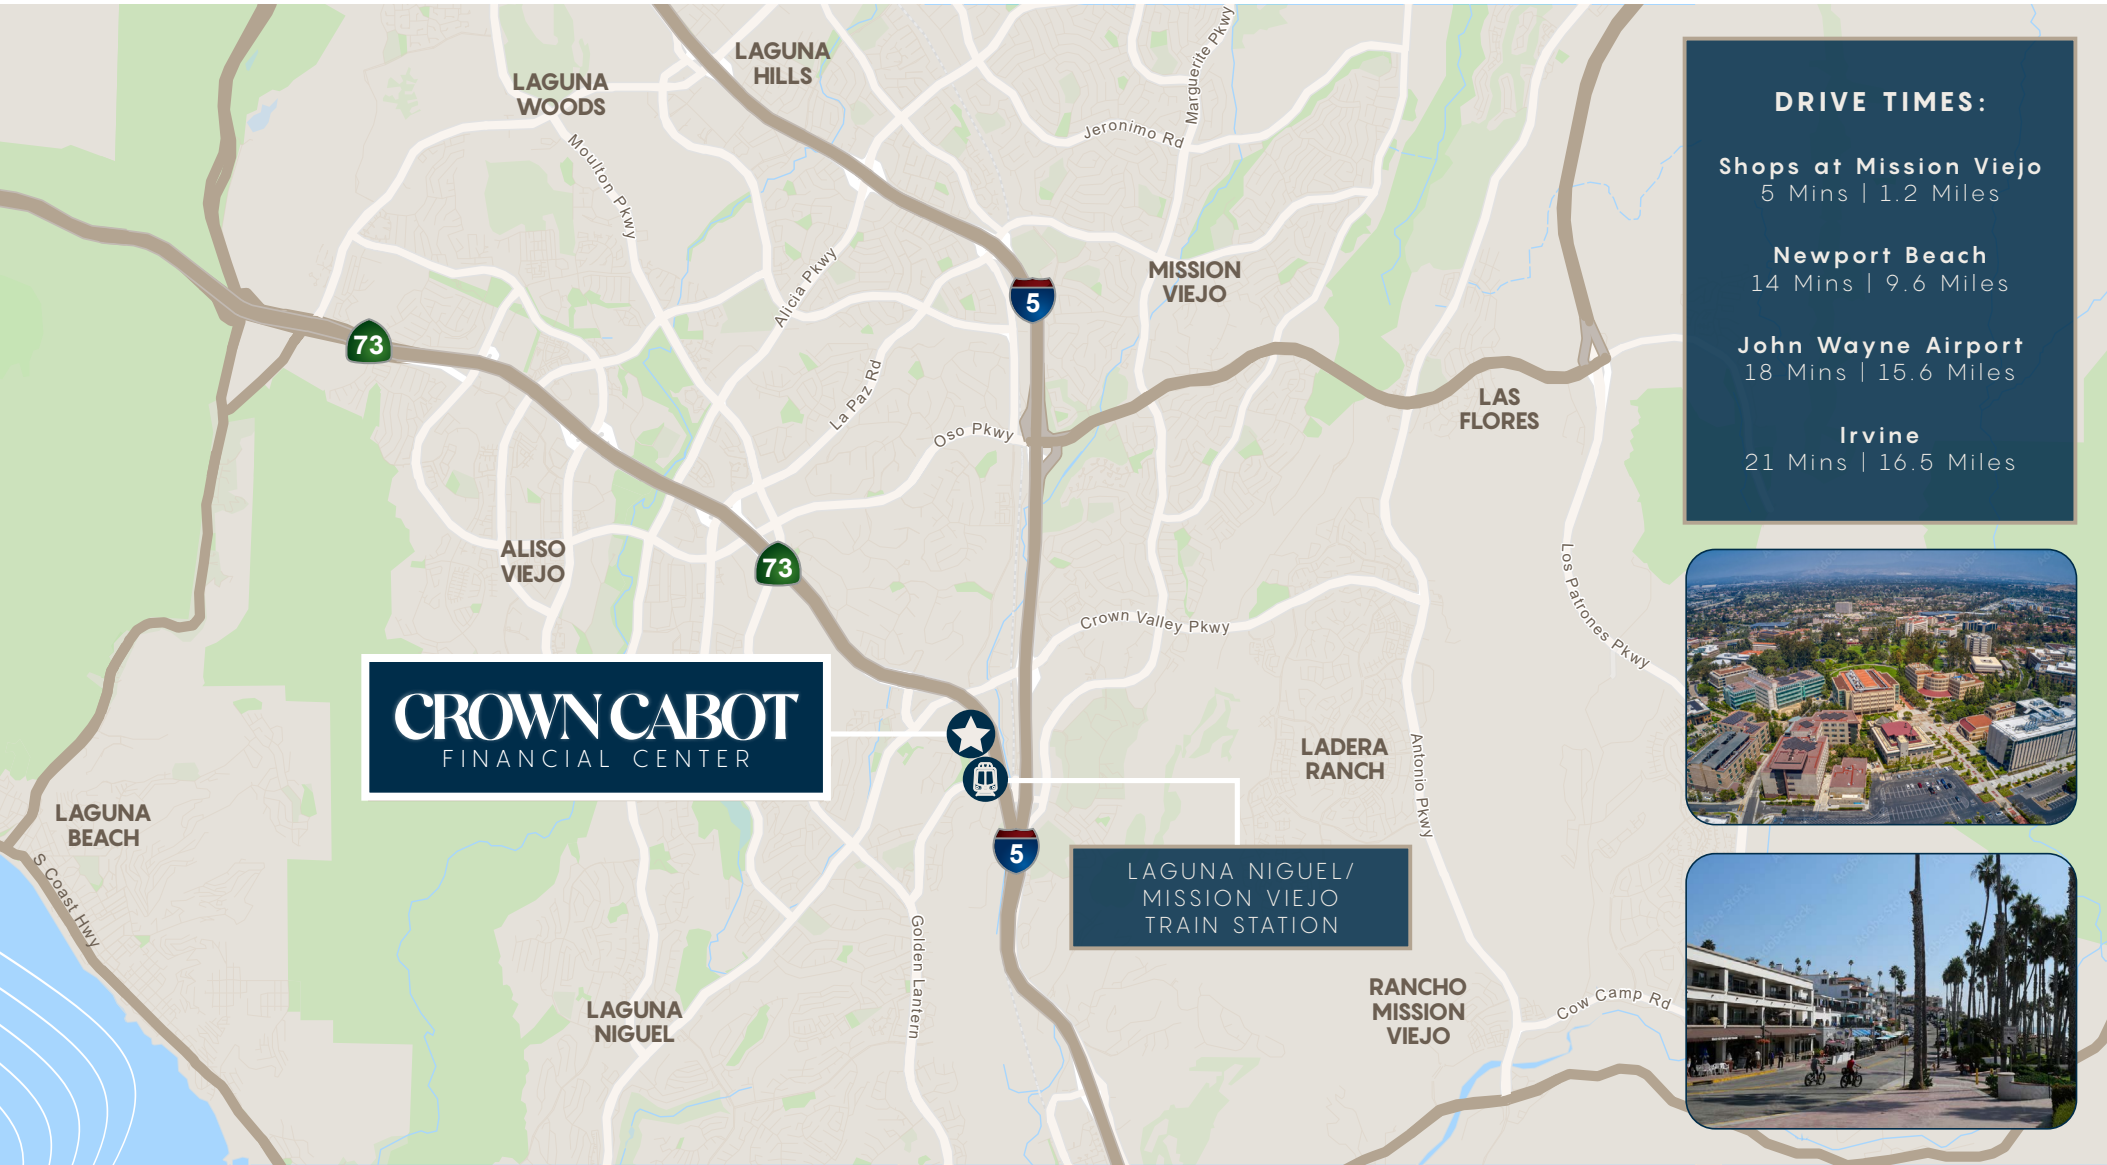 LAGUNA
HILLS
LAGUNA
WOODS
Marguerite Pkwy
Jeronimo Rd
Moulton Pkwy
Alicia Pkwy
MISSION
VIEJO
5
73
La Paz Rd
Oso Pkwy
LAS
FLORES
ALISO
VIEJO
73
Los Patrones Pkwy
Crown Valley Pkwy
CROWN CABOT
FINANCIAL CENTER
LADERA
RANCH
Antonio Pkwy
LAGUNA
BEACH
S Coast Hwy
5
LAGUNA NIGUEL/
MISSION VIEJO
TRAIN STATION
Golden Lantern
LAGUNA
NIGUEL
RANCHO
MISSION
VIEJO
Cow Camp Rd
DRIVE TIMES:
Shops at Mission Viejo
5 Mins | 1.2 Miles
Newport Beach
14 Mins | 9.6 Miles
John Wayne Airport
18 Mins | 15.6 Miles
Irvine
21 Mins | 16.5 Miles